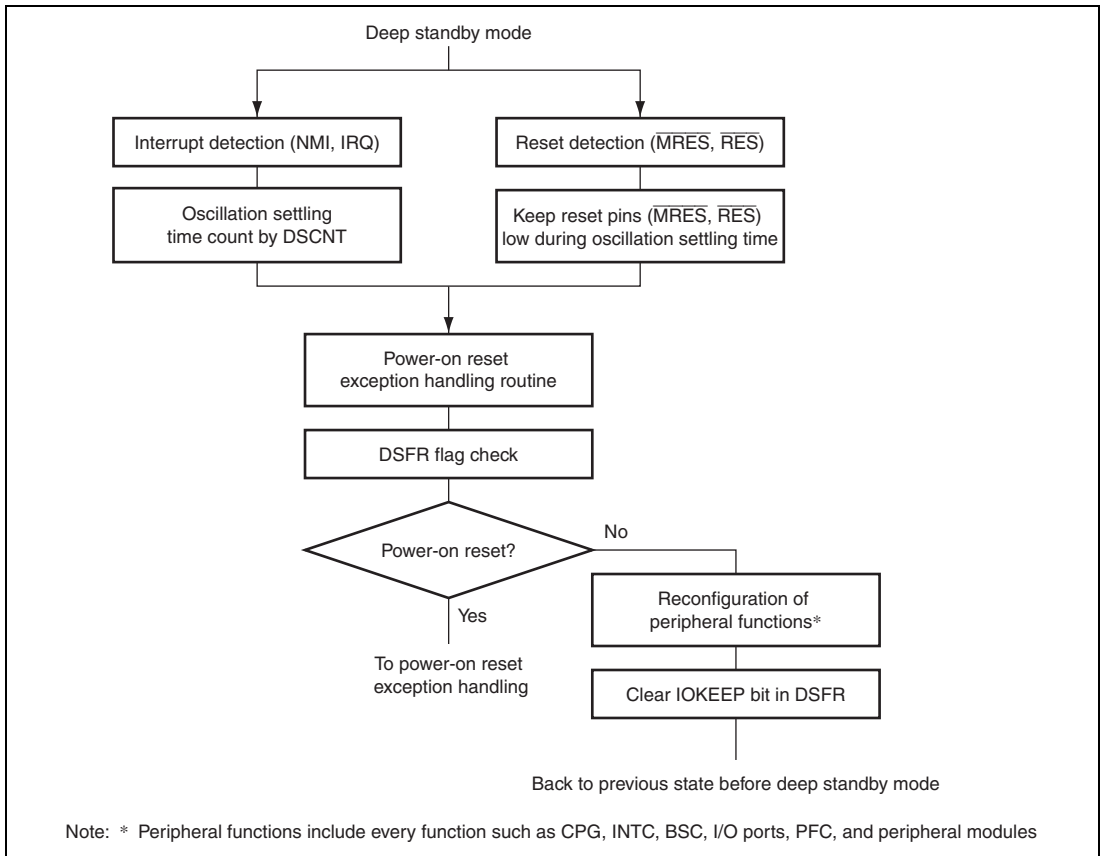 Deep standby mode
Interrupt detection (NMI, IRQ)
Reset detection (M̅R̅E̅S̅, R̅E̅S̅)
Oscillation settling
time count by DSCNT
Keep reset pins (M̅R̅E̅S̅, R̅E̅S̅)
low during oscillation settling time
Power-on reset
exception handling routine
DSFR flag check
Power-on reset?
No
Yes
Reconfiguration of
peripheral functions*
To power-on reset
exception handling
Clear IOKEEP bit in DSFR
Back to previous state before deep standby mode
Note: * Peripheral functions include every function such as CPG, INTC, BSC, I/O ports, PFC, and peripheral modules